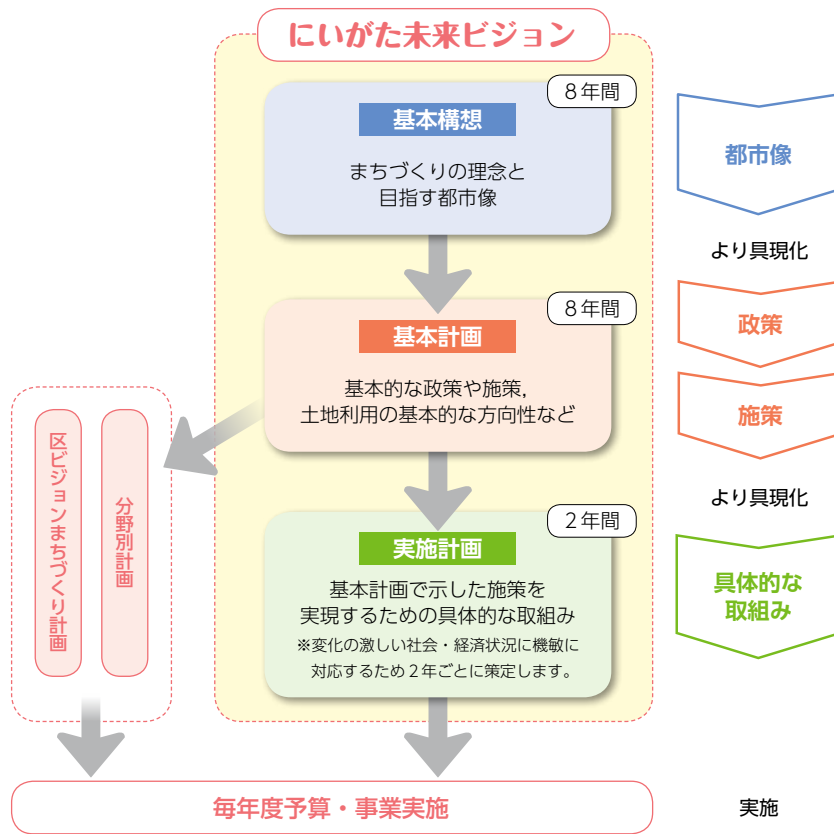 にいがた未来ビジョン
8年間
基本構想
まちづくりの理念と
目指す都市像
都市像
より具現化
8年間
基本計画
基本的な政策や施策,
土地利用の基本的な方向性など
政策
施策
より具現化
区ビジョンまちづくり計画
分野別計画
2年間
実施計画
基本計画で示した施策を
実現するための具体的な取組み
※変化の激しい社会・経済状況に機敏に
対応するため2年ごとに策定します。
具体的な
取組み
毎年度予算・事業実施
実施